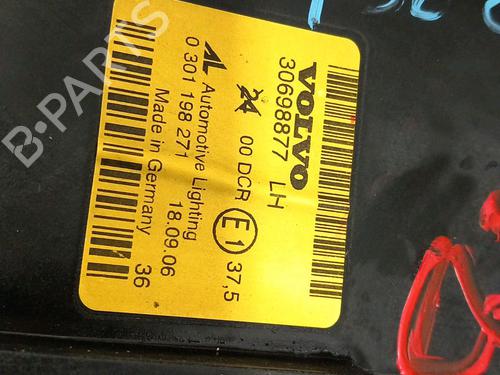 VOLVO
30698877 LH
24 00 DCR E1 37,5
AL Automotive Lighting
0 301 198 271 18.09.06
Made in Germany 36
B-PARTS